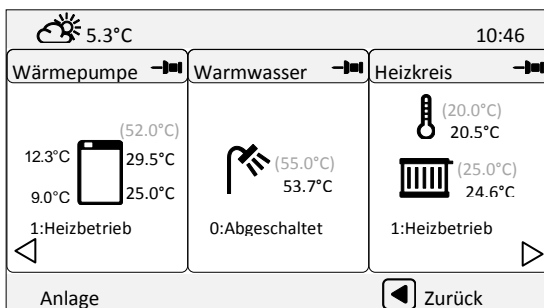 5.3°C 10:46
Wärmepumpe Warmwasser Heizkreis
(52.0°C)
12.3°C 29.5°C
9.0°C 25.0°C
1:Heizbetrieb
(55.0°C)
53.7°C
0:Abgeschaltet
(20.0°C)
20.5°C
(25.0°C)
24.6°C
1:Heizbetrieb
Anlage Zurück